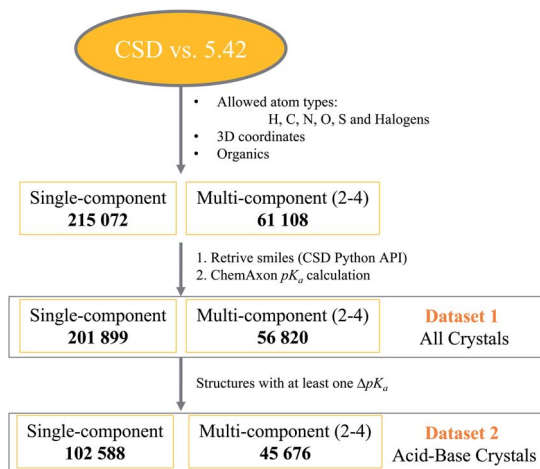 CSD vs. 5.42
• Allowed atom types:
H, C, N, O, S and Halogens
• 3D coordinates
• Organics
Single-component
215 072
Multi-component (2-4)
61 108
1. Retrive smiles (CSD Python API)
2. ChemAxon pKa calculation
Single-component
201 899
Multi-component (2-4)
56 820
Dataset 1
All Crystals
Structures with at least one ΔpKa
Single-component
102 588
Multi-component (2-4)
45 676
Dataset 2
Acid-Base Crystals